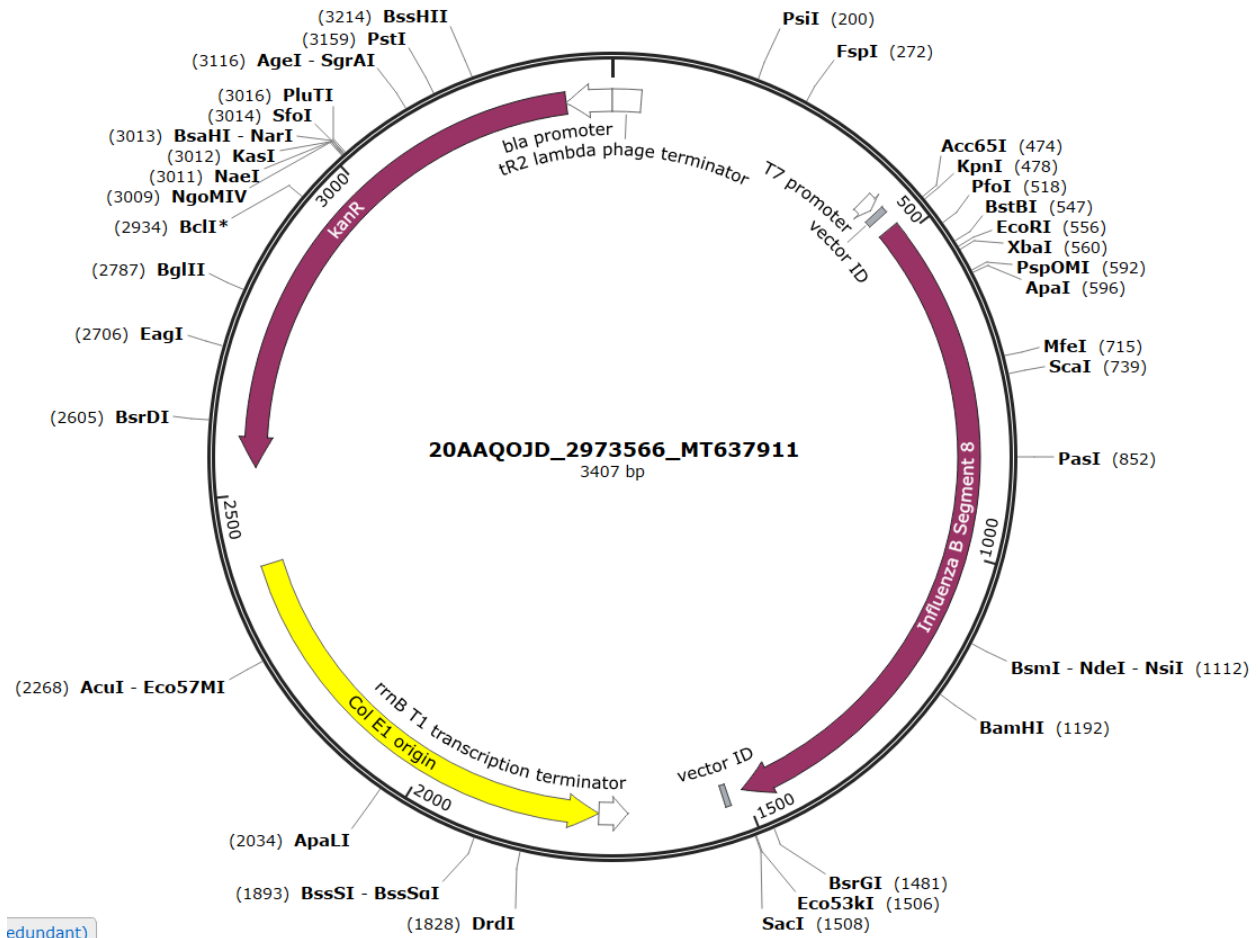 (3214) BssHII
(3159) PstI
(3116) AgeI - SgrAI
(3016) PluTI
(3014) SfoI
(3013) BsaHI - NarI
(3012) KasI
(3011) NaeI
(3009) NgoMIV
(2934) BclI*
(2787) BglII
(2706) EagI
(2605) BsrDI
(2268) AcuI - Eco57MI
(2034) ApaLI
(1893) BssSI - BssSαI
(1828) DrdI
PsiI (200)
FspI (272)
Acc65I (474)
KpnI (478)
PfoI (518)
BstBI (547)
EcoRI (556)
XbaI (560)
PspOMI (592)
ApaI (596)
MfeI (715)
ScaI (739)
PasI (852)
BsmI - NdeI - NsiI (1112)
BamHI (1192)
BsrGI (1481)
Eco53kI (1506)
SacI (1508)
bla promoter
tR2 lambda phage terminator
T7 promoter
vector ID
kanR
Influenza B Segment 8
20AAQOJD_2973566_MT637911
3407 bp
rrnB T1 transcription terminator
Col E1 origin
vector ID
500
1000
1500
2000
2500
3000
edundant)